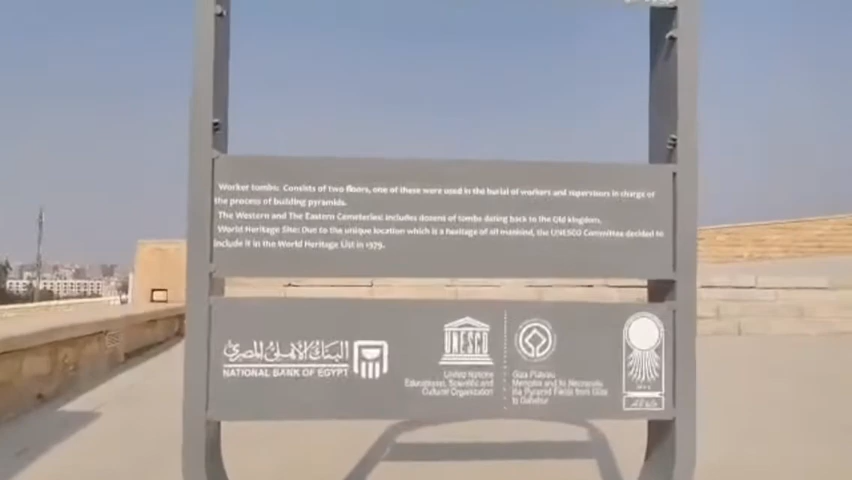 Worker tombs: Consists of two floors, one of these were used in the burial of workers and supervisors in charge of
the process of building pyramids.
The Western and The Eastern Cemeteries: includes dozens of tombs dating back to the Old kingdom.
World Heritage Site: Due to the unique location which is a heritage of all mankind, the UNESCO Committee decided to
include it in the World Heritage List in 1979.
البنك الأهلي المصري
NATIONAL BANK OF EGYPT
UNESCO
United Nations
Educational, Scientific and
Cultural Organization
Giza Plateau
Memphis and its Necropolis
the Pyramid Fields from Giza
to Dahshur